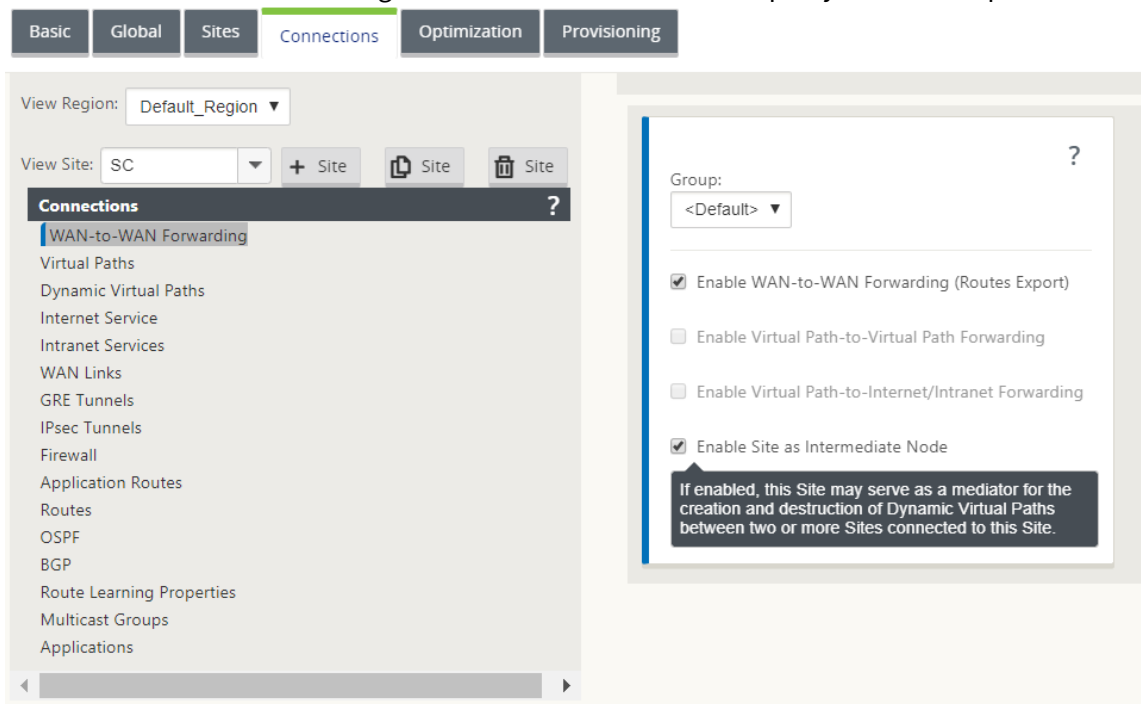 Basic Global Sites Connections Optimization Provisioning
View Region: Default_Region ▼
View Site: SC + Site Site Site
Connections ?
WAN-to-WAN Forwarding
Virtual Paths
Dynamic Virtual Paths
Internet Service
Intranet Services
WAN Links
GRE Tunnels
IPsec Tunnels
Firewall
Application Routes
Routes
OSPF
BGP
Route Learning Properties
Multicast Groups
Applications
?
Group:
<Default> ▼
Enable WAN-to-WAN Forwarding (Routes Export)
Enable Virtual Path-to-Virtual Path Forwarding
Enable Virtual Path-to-Internet/Intranet Forwarding
Enable Site as Intermediate Node
If enabled, this Site may serve as a mediator for the
creation and destruction of Dynamic Virtual Paths
between two or more Sites connected to this Site.